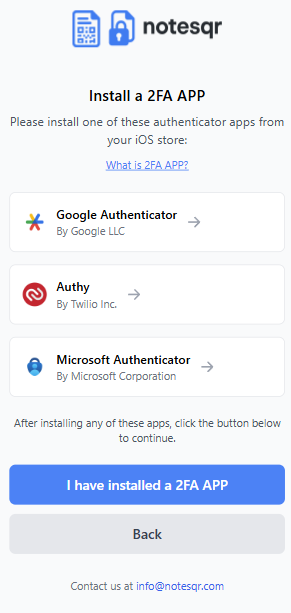 notesqr
Install a 2FA APP
Please install one of these authenticator apps from
your iOS store:
What is 2FA APP?
Google Authenticator
By Google LLC
Authy
By Twilio Inc.
Microsoft Authenticator
By Microsoft Corporation
After installing any of these apps, click the button below
to continue.
I have installed a 2FA APP
Back
Contact us at info@notesqr.com